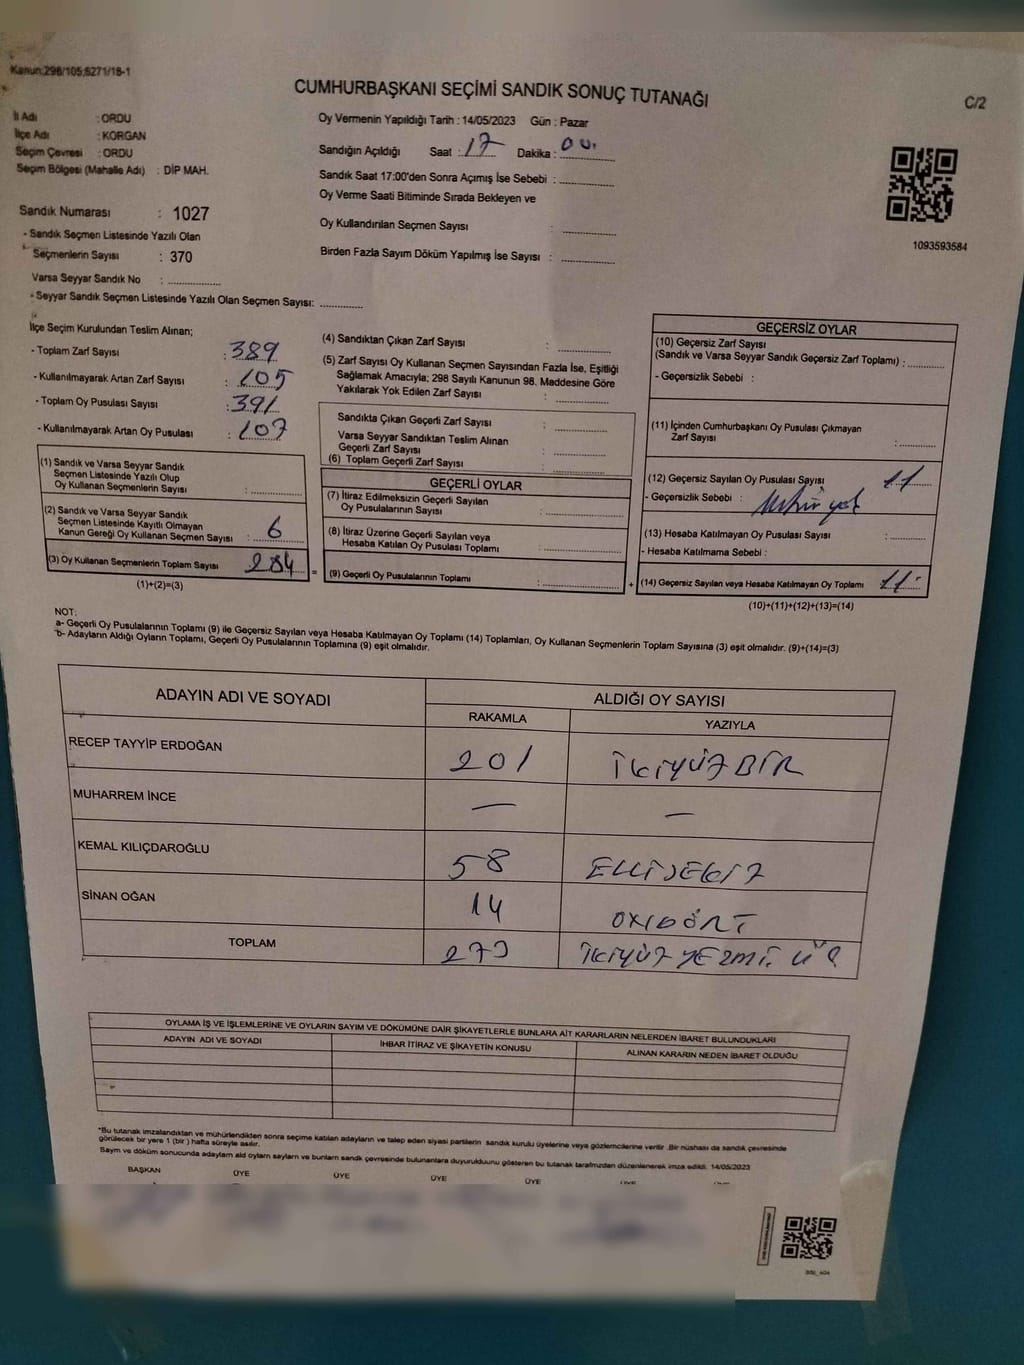 Kanun:298/105;6271/18-1
CUMHURBAŞKANI SEÇİMİ SANDIK SONUÇ TUTANAĞI
C/2
İl Adı : ORDU
İlçe Adı : KORGAN
Seçim Çevresi : ORDU
Seçim Bölgesi (Mahalle Adı) : DİP MAH.
Sandık Numarası : 1027
- Sandık Seçmen Listesinde Yazılı Olan
Seçmenlerin Sayısı : 370
Varsa Seyyar Sandık No :
- Seyyar Sandık Seçmen Listesinde Yazılı Olan Seçmen Sayısı:
Oy Vermenin Yapıldığı Tarih : 14/05/2023 Gün : Pazar
Sandığın Açıldığı Saat : 17 Dakika : 00.
Sandık Saat 17:00'den Sonra Açımış İse Sebebi :
Oy Verme Saati Bitiminde Sırada Bekleyen ve
Oy Kullandırılan Seçmen Sayısı :
Birden Fazla Sayım Döküm Yapılmış İse Sayısı :
1093593584
İlçe Seçim Kurulundan Teslim Alınan;
- Toplam Zarf Sayısı : 389
- Kullanılmayarak Artan Zarf Sayısı : 105
- Toplam Oy Pusulası Sayısı : 391
- Kullanılmayarak Artan Oy Pusulası : 107
(1) Sandık ve Varsa Seyyar Sandık
Seçmen Listesinde Yazılı Olup
Oy Kullanan Seçmenlerin Sayısı :
(2) Sandık ve Varsa Seyyar Sandık
Seçmen Listesinde Kayıtlı Olmayan
Kanun Gereği Oy Kullanan Seçmen Sayısı : 6
(3) Oy Kullanan Seçmenlerin Toplam Sayısı : 284
(1)+(2)=(3)
(4) Sandıktan Çıkan Zarf Sayısı :
(5) Zarf Sayısı Oy Kullanan Seçmen Sayısından Fazla İse, Eşitliği
Sağlamak Amacıyla; 298 Sayılı Kanunun 98. Maddesine Göre
Yakılarak Yok Edilen Zarf Sayısı :
Sandıkta Çıkan Geçerli Zarf Sayısı :
Varsa Seyyar Sandıktan Teslim Alınan
Geçerli Zarf Sayısı :
(6) Toplam Geçerli Zarf Sayısı :
GEÇERLİ OYLAR
(7) İtiraz Edilmeksizin Geçerli Sayılan
Oy Pusulalarının Sayısı :
(8) İtiraz Üzerine Geçerli Sayılan veya
Hesaba Katılan Oy Pusulası Toplamı :
= (9) Geçerli Oy Pusulalarının Toplamı :
GEÇERSİZ OYLAR
(10) Geçersiz Zarf Sayısı
(Sandık ve Varsa Seyyar Sandık Geçersiz Zarf Toplamı) :
- Geçersizlik Sebebi :
(11) İçinden Cumhurbaşkanı Oy Pusulası Çıkmayan
Zarf Sayısı :
(12) Geçersiz Sayılan Oy Pusulası Sayısı : 11
- Geçersizlik Sebebi : Mühür yok
(13) Hesaba Katılmayan Oy Pusulası Sayısı :
- Hesaba Katılmama Sebebi :
+ (14) Geçersiz Sayılan veya Hesaba Katılmayan Oy Toplamı : 11
(10)+(11)+(12)+(13)=(14)
NOT:
a- Geçerli Oy Pusulalarının Toplamı (9) ile Geçersiz Sayılan veya Hesaba Katılmayan Oy Toplamı (14) Toplamları, Oy Kullanan Seçmenlerin Toplam Sayısına (3) eşit olmalıdır. (9)+(14)=(3)
b- Adayların Aldığı Oyların Toplamı, Geçerli Oy Pusulalarının Toplamına (9) eşit olmalıdır.
ADAYIN ADI VE SOYADI
ALDIĞI OY SAYISI
RAKAMLA YAZIYLA
RECEP TAYYİP ERDOĞAN 201 İKİYÜZBİR
MUHARREM İNCE — —
KEMAL KILIÇDAROĞLU 58 ELLİSEKİZ
SİNAN OĞAN 14 ONDÖRT
TOPLAM 273 İKİYÜZ YEZMİ ÜÇ
OYLAMA İŞ VE İŞLEMLERİNE VE OYLARIN SAYIM VE DÖKÜMÜNE DAİR ŞİKAYETLERLE BUNLARA AİT KARARLARIN NELERDEN İBARET BULUNDUKLARI
ADAYIN ADI VE SOYADI
İHBAR İTİRAZ VE ŞİKAYETİN KONUSU
ALINAN KARARIN NEDEN İBARET OLDUĞU
*Bu tutanak imzalandıktan ve mühürlendikten sonra seçime katılan adayların ve talep eden siyasi partilerin sandık kurulu üyelerine veya gözlemcilerine verilir .Bir nüshası da sandık çevresinde
görülecek bir yere 1 (bir ) hafta süreyle asılır.
Sayım ve döküm sonucunda adayların ald oyların sayıları ve bunların sandk çevresinde bulunanlara duyurulduunu gösteren bu tutanak tarafmzdan düzenlenerek imza edildi. 14/05/2023
BAŞKAN ÜYE ÜYE ÜYE ÜYE